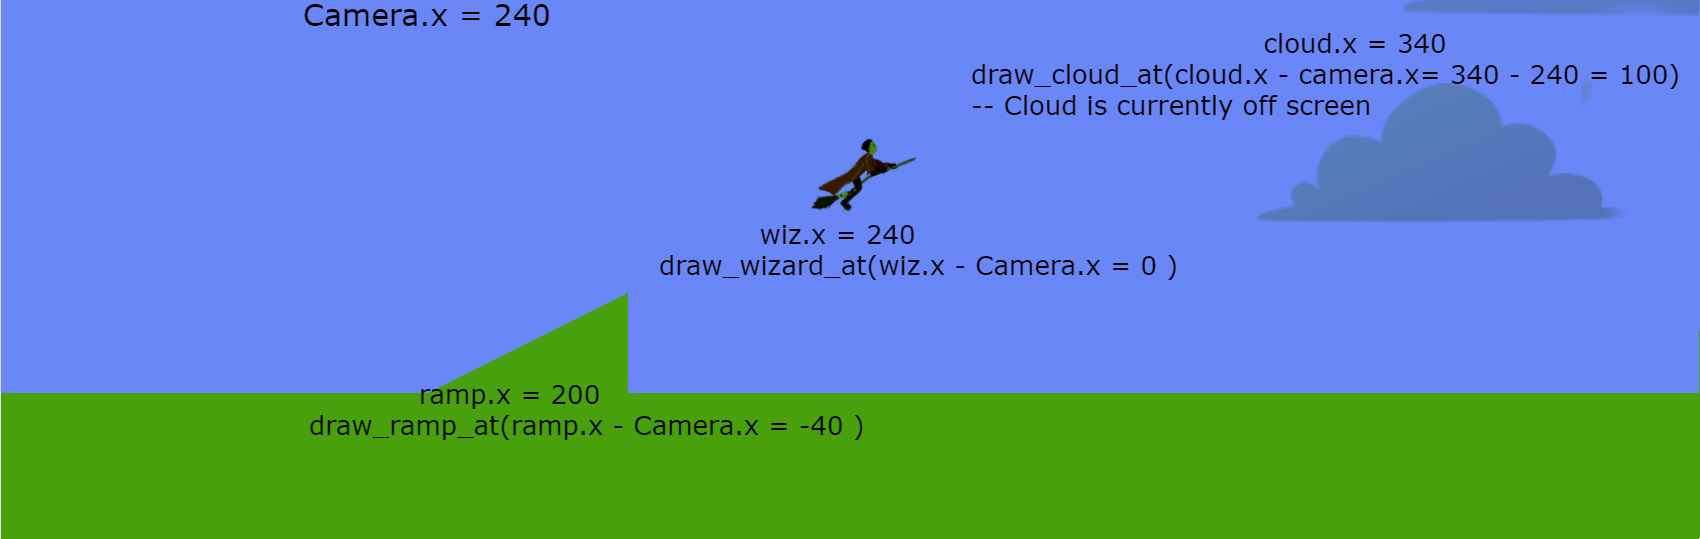 Camera.x = 240
cloud.x = 340
draw_cloud_at(cloud.x - camera.x= 340 - 240 = 100)
-- Cloud is currently off screen
wiz.x = 240
draw_wizard_at(wiz.x - Camera.x = 0 )
ramp.x = 200
draw_ramp_at(ramp.x - Camera.x = -40 )